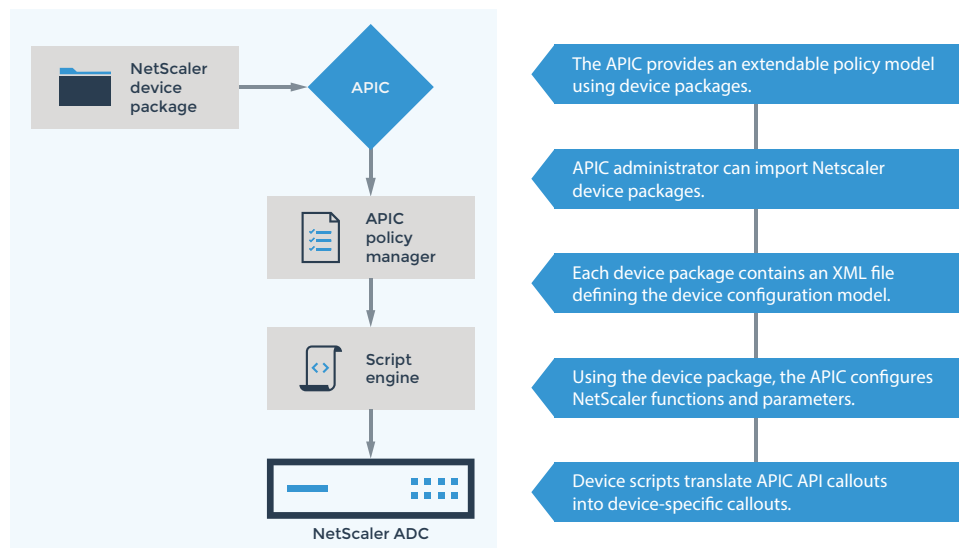 NetScaler
device
package
APIC
APIC
policy
manager
Script
engine
NetScaler ADC
The APIC provides an extendable policy model
using device packages.
APIC administrator can import Netscaler
device packages.
Each device package contains an XML file
defining the device configuration model.
Using the device package, the APIC configures
NetScaler functions and parameters.
Device scripts translate APIC API callouts
into device-specific callouts.